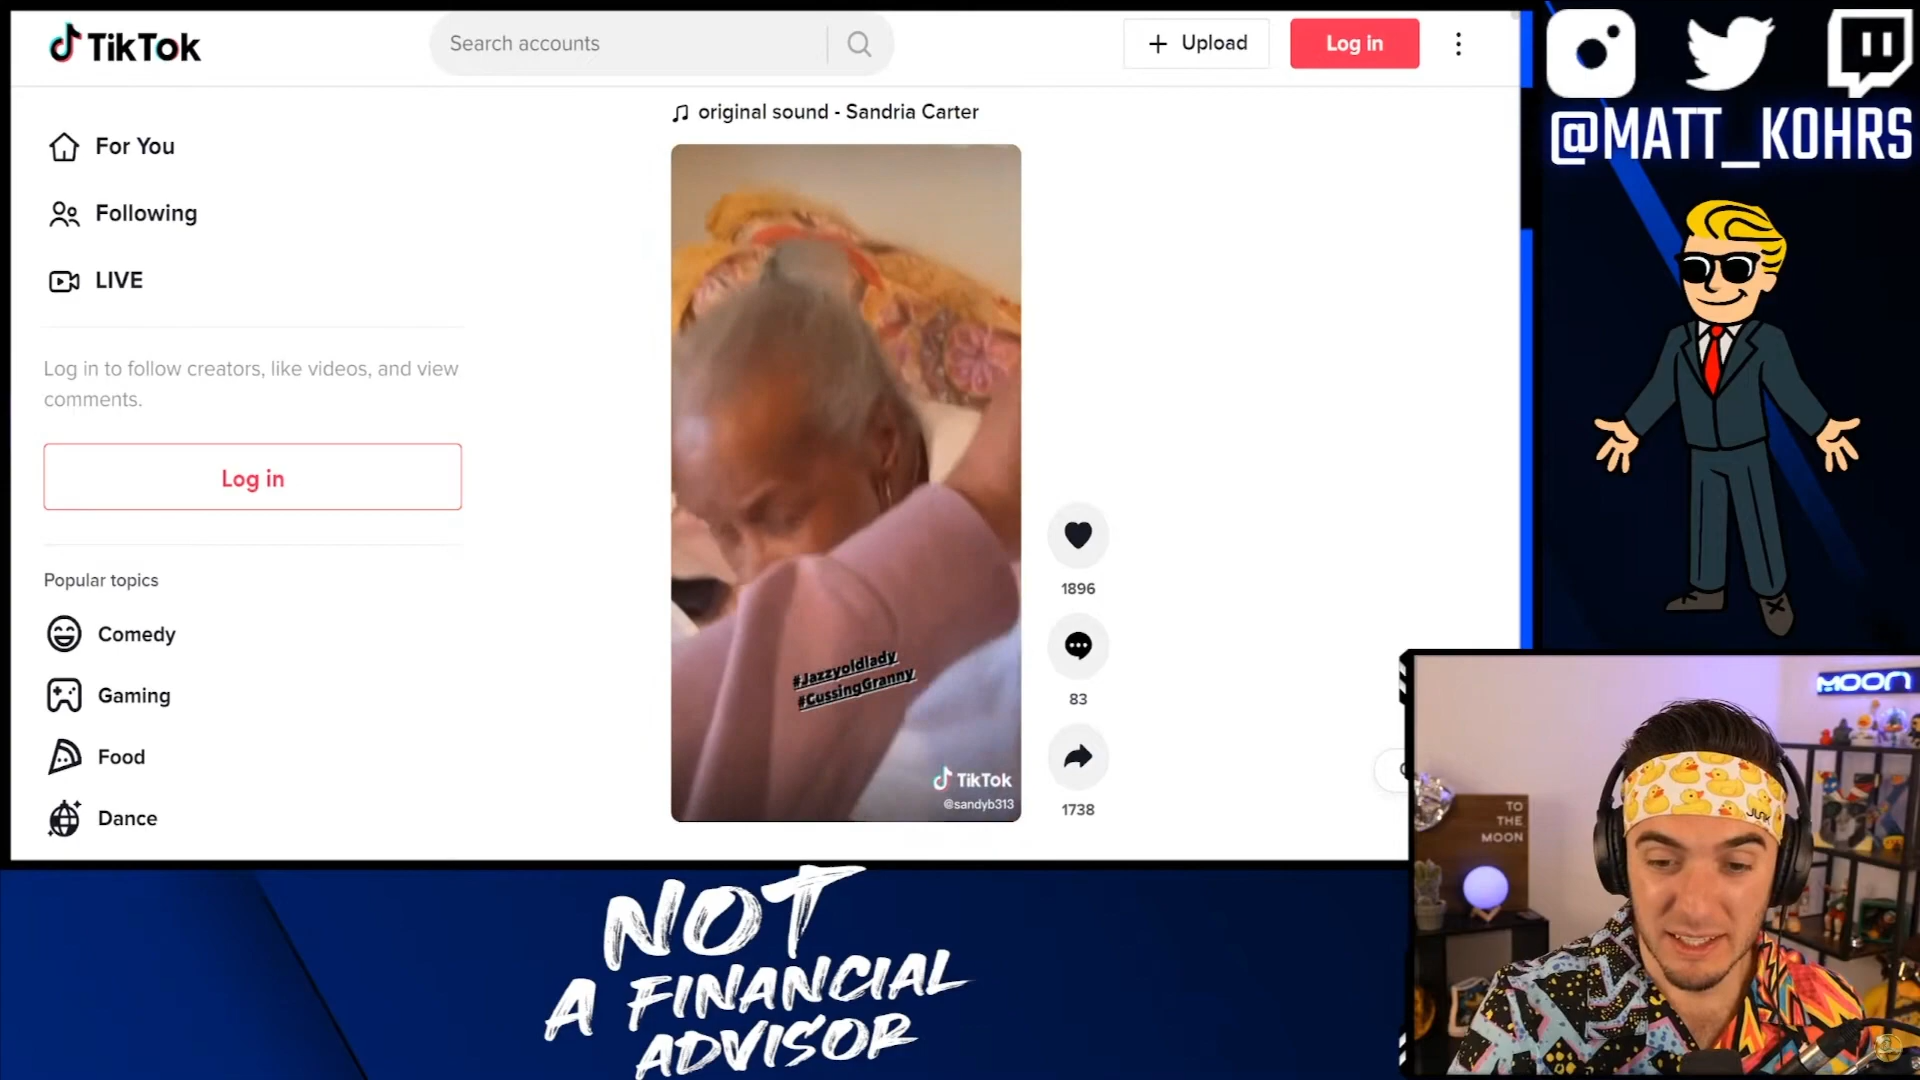 TikTok
Search accounts
Upload
Log in
@MATT_KOHRS
original sound - Sandria Carter
For You
Following
LIVE
Log in to follow creators, like videos, and view
comments.
Log in
Popular topics
Comedy
Gaming
Food
Dance
#Jazzyoldlady
#CussingGranny
TikTok
@sandyb313
1896
83
1738
MOON
TO
THE
MOON
JUNK
NOT
A FINANCIAL
ADVISOR